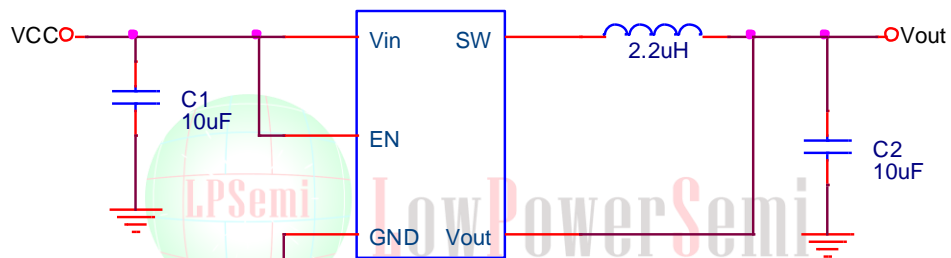 VCC
Vin
SW
2.2uH
Vout
C1
10uF
EN
C2
10uF
LPSemi
LowPowerSemi
GND
Vout